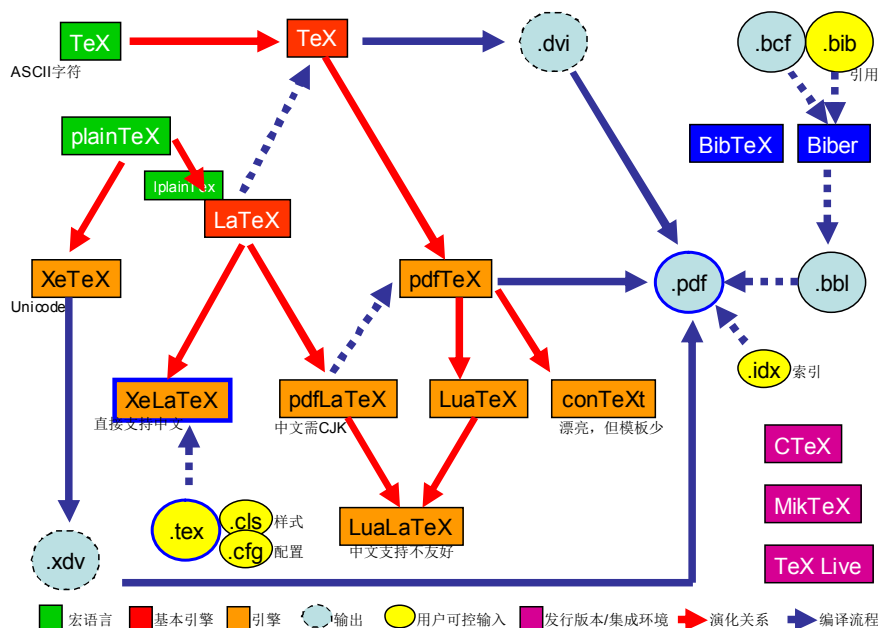 TeX
TeX
.dvi
.bcf
.bib
ASCII字符
引用
plainTeX
BibTeX
Biber
lplainTex
LaTeX
XeTeX
pdfTeX
.pdf
.bbl
Unicode
.idx
索引
XeLaTeX
pdfLaTeX
LuaTeX
conTeXt
直接支持中文
中文需CJK
漂亮，但模板少
CTeX
.tex
.cls
样式
.cfg
配置
LuaLaTeX
中文支持不友好
MikTeX
.xdv
TeX Live
宏语言
基本引擎
引擎
输出
用户可控输入
发行版本/集成环境
演化关系
编译流程